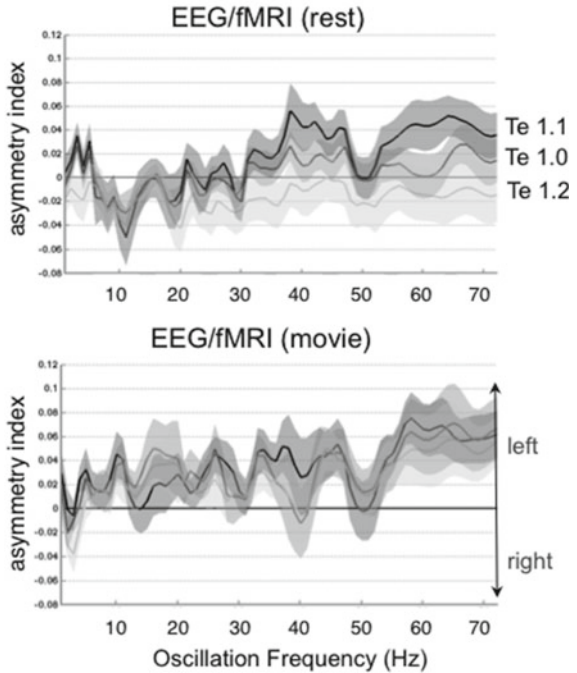 EEG/fMRI (rest)
asymmetry index
0.12
0.1
0.08
0.06
0.04
0.02
0
-0.02
-0.04
-0.06
-0.08
10 20 30 40 50 60 70
Te 1.1
Te 1.0
Te 1.2
EEG/fMRI (movie)
asymmetry index
0.12
0.1
0.08
0.06
0.04
0.02
0
-0.02
-0.04
-0.06
-0.08
left
right
10 20 30 40 50 60 70
Oscillation Frequency (Hz)